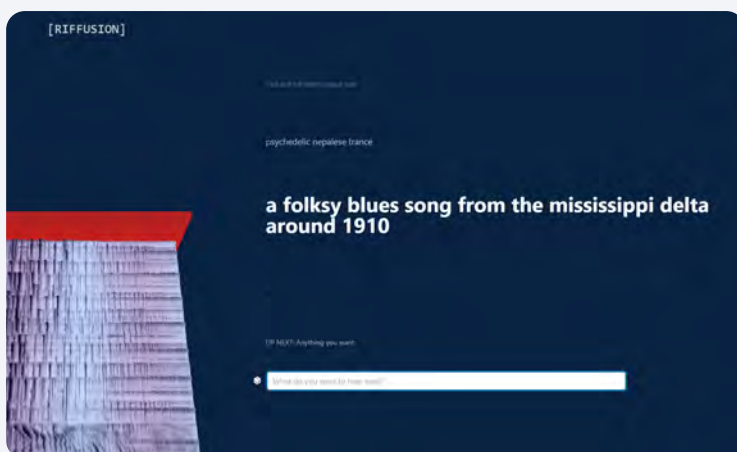 [RIFFUSION]
psychedelic nepalese trance
a folksy blues song from the mississippi delta
around 1910
UP NEXT: Anything you want
What do you want to hear next?